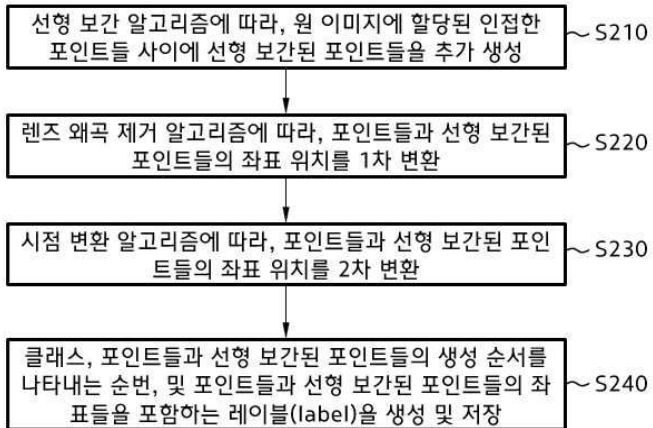 선형 보간 알고리즘에 따라, 원 이미지에 할당된 인접한
포인트들 사이에 선형 보간된 포인트들을 추가 생성
S210
렌즈 왜곡 제거 알고리즘에 따라, 포인트들과 선형 보간된
포인트들의 좌표 위치를 1차 변환
S220
시점 변환 알고리즘에 따라, 포인트들과 선형 보간된 포인
트들의 좌표 위치를 2차 변환
S230
클래스, 포인트들과 선형 보간된 포인트들의 생성 순서를
나타내는 순번, 및 포인트들과 선형 보간된 포인트들의 좌
표들을 포함하는 레이블(label)을 생성 및 저장
S240